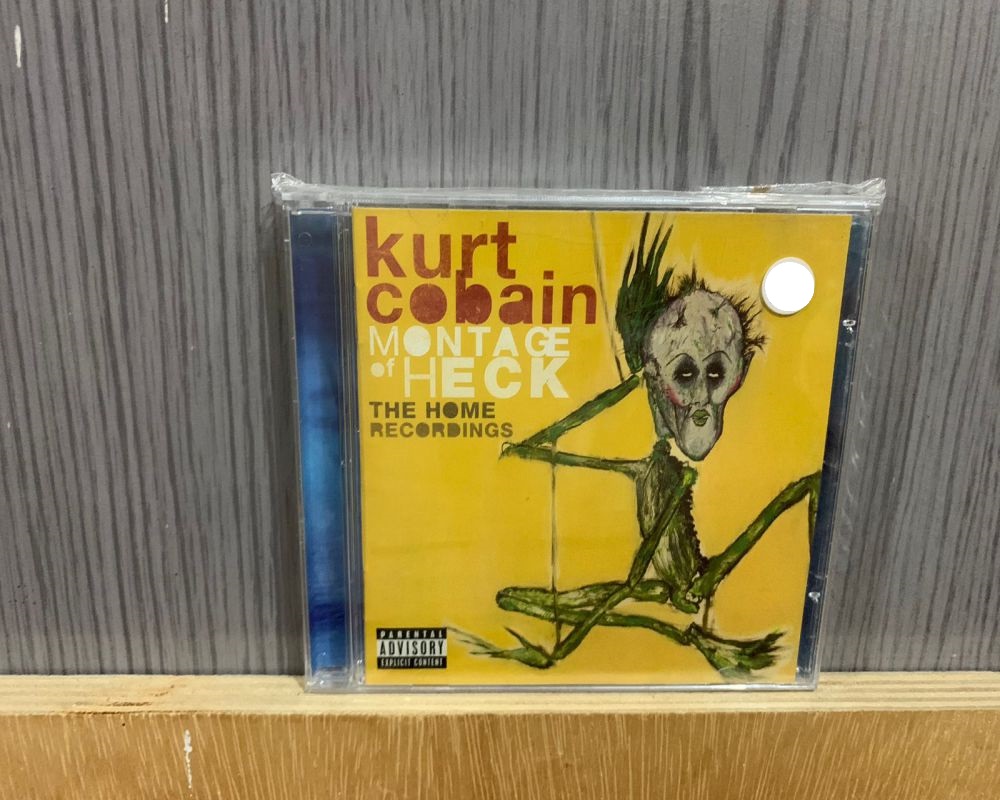 kurt
cobain
MONTAGE
of HECK
THE HOME
RECORDINGS
PARENTAL
ADVISORY
EXPLICIT CONTENT